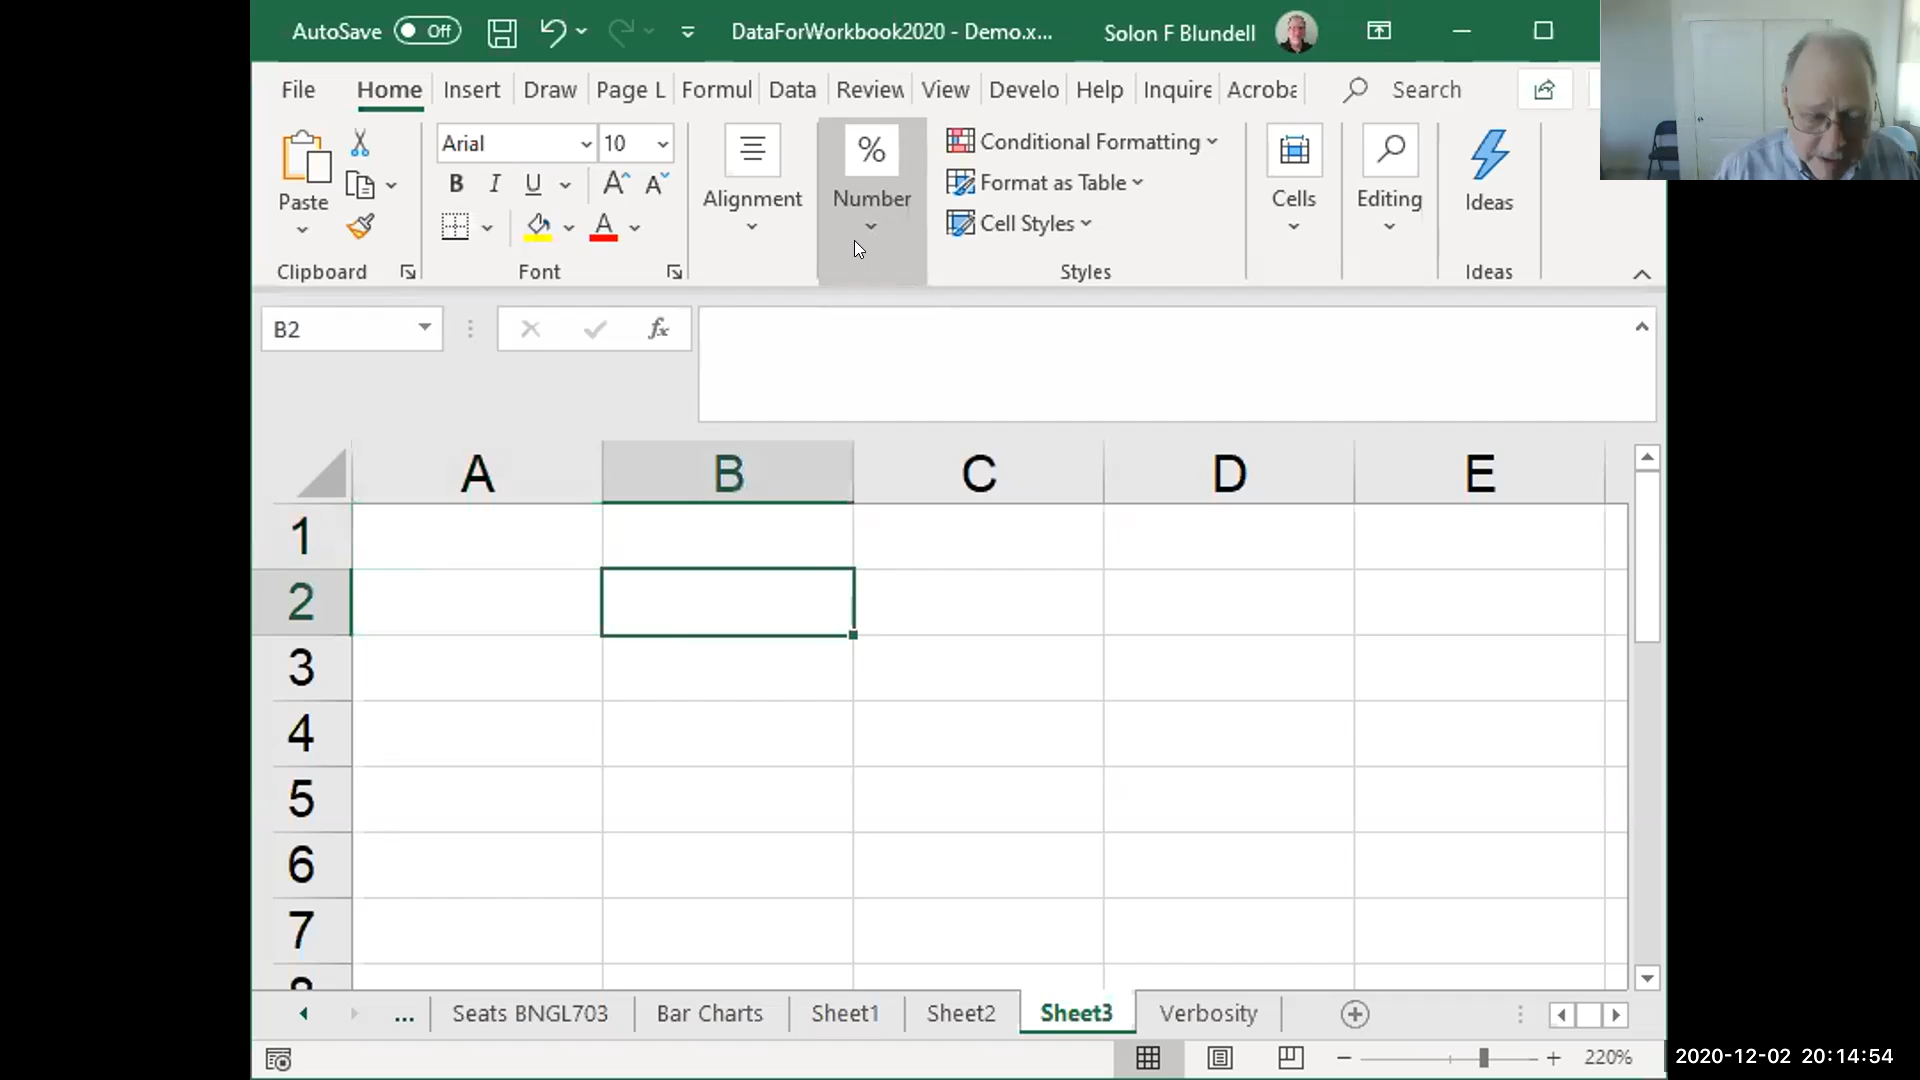 AutoSave Off DataForWorkbook2020 - Demo.x... Solon F Blundell
File Home Insert Draw Page L Formul Data Review View Develo Help Inquire Acroba Search
Paste
Clipboard
Arial 10
B I U A A
A
Font
Alignment
%
Number
Conditional Formatting
Format as Table
Cell Styles
Styles
Cells
Editing
Ideas
Ideas
B2 fx
A B C D E
1
2
3
4
5
6
7
8
... Seats BNGL703 Bar Charts Sheet1 Sheet2 Sheet3 Verbosity
220%
2020-12-02 20:14:54